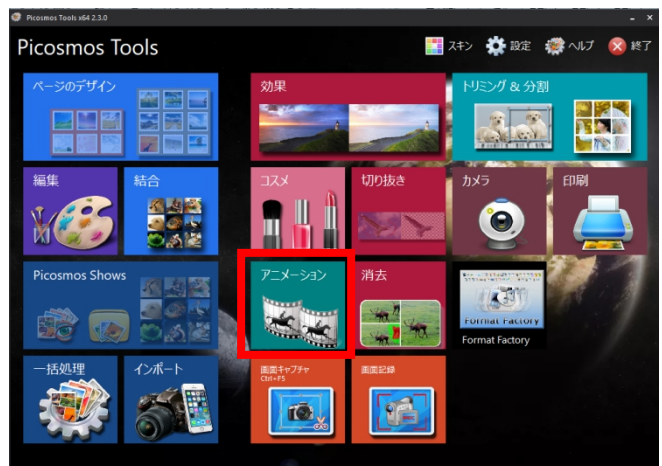 Picosmos Tools x64 2.3.0
Picosmos Tools
スキン
設定
ヘルプ
終了
ページのデザイン
効果
トリミング & 分割
編集
結合
コスメ
切り抜き
カメラ
印刷
Picosmos Shows
アニメーション
消去
Format Factory
Format Factory
一括処理
インポート
画面キャプチャ
Ctrl+F5
画面記録